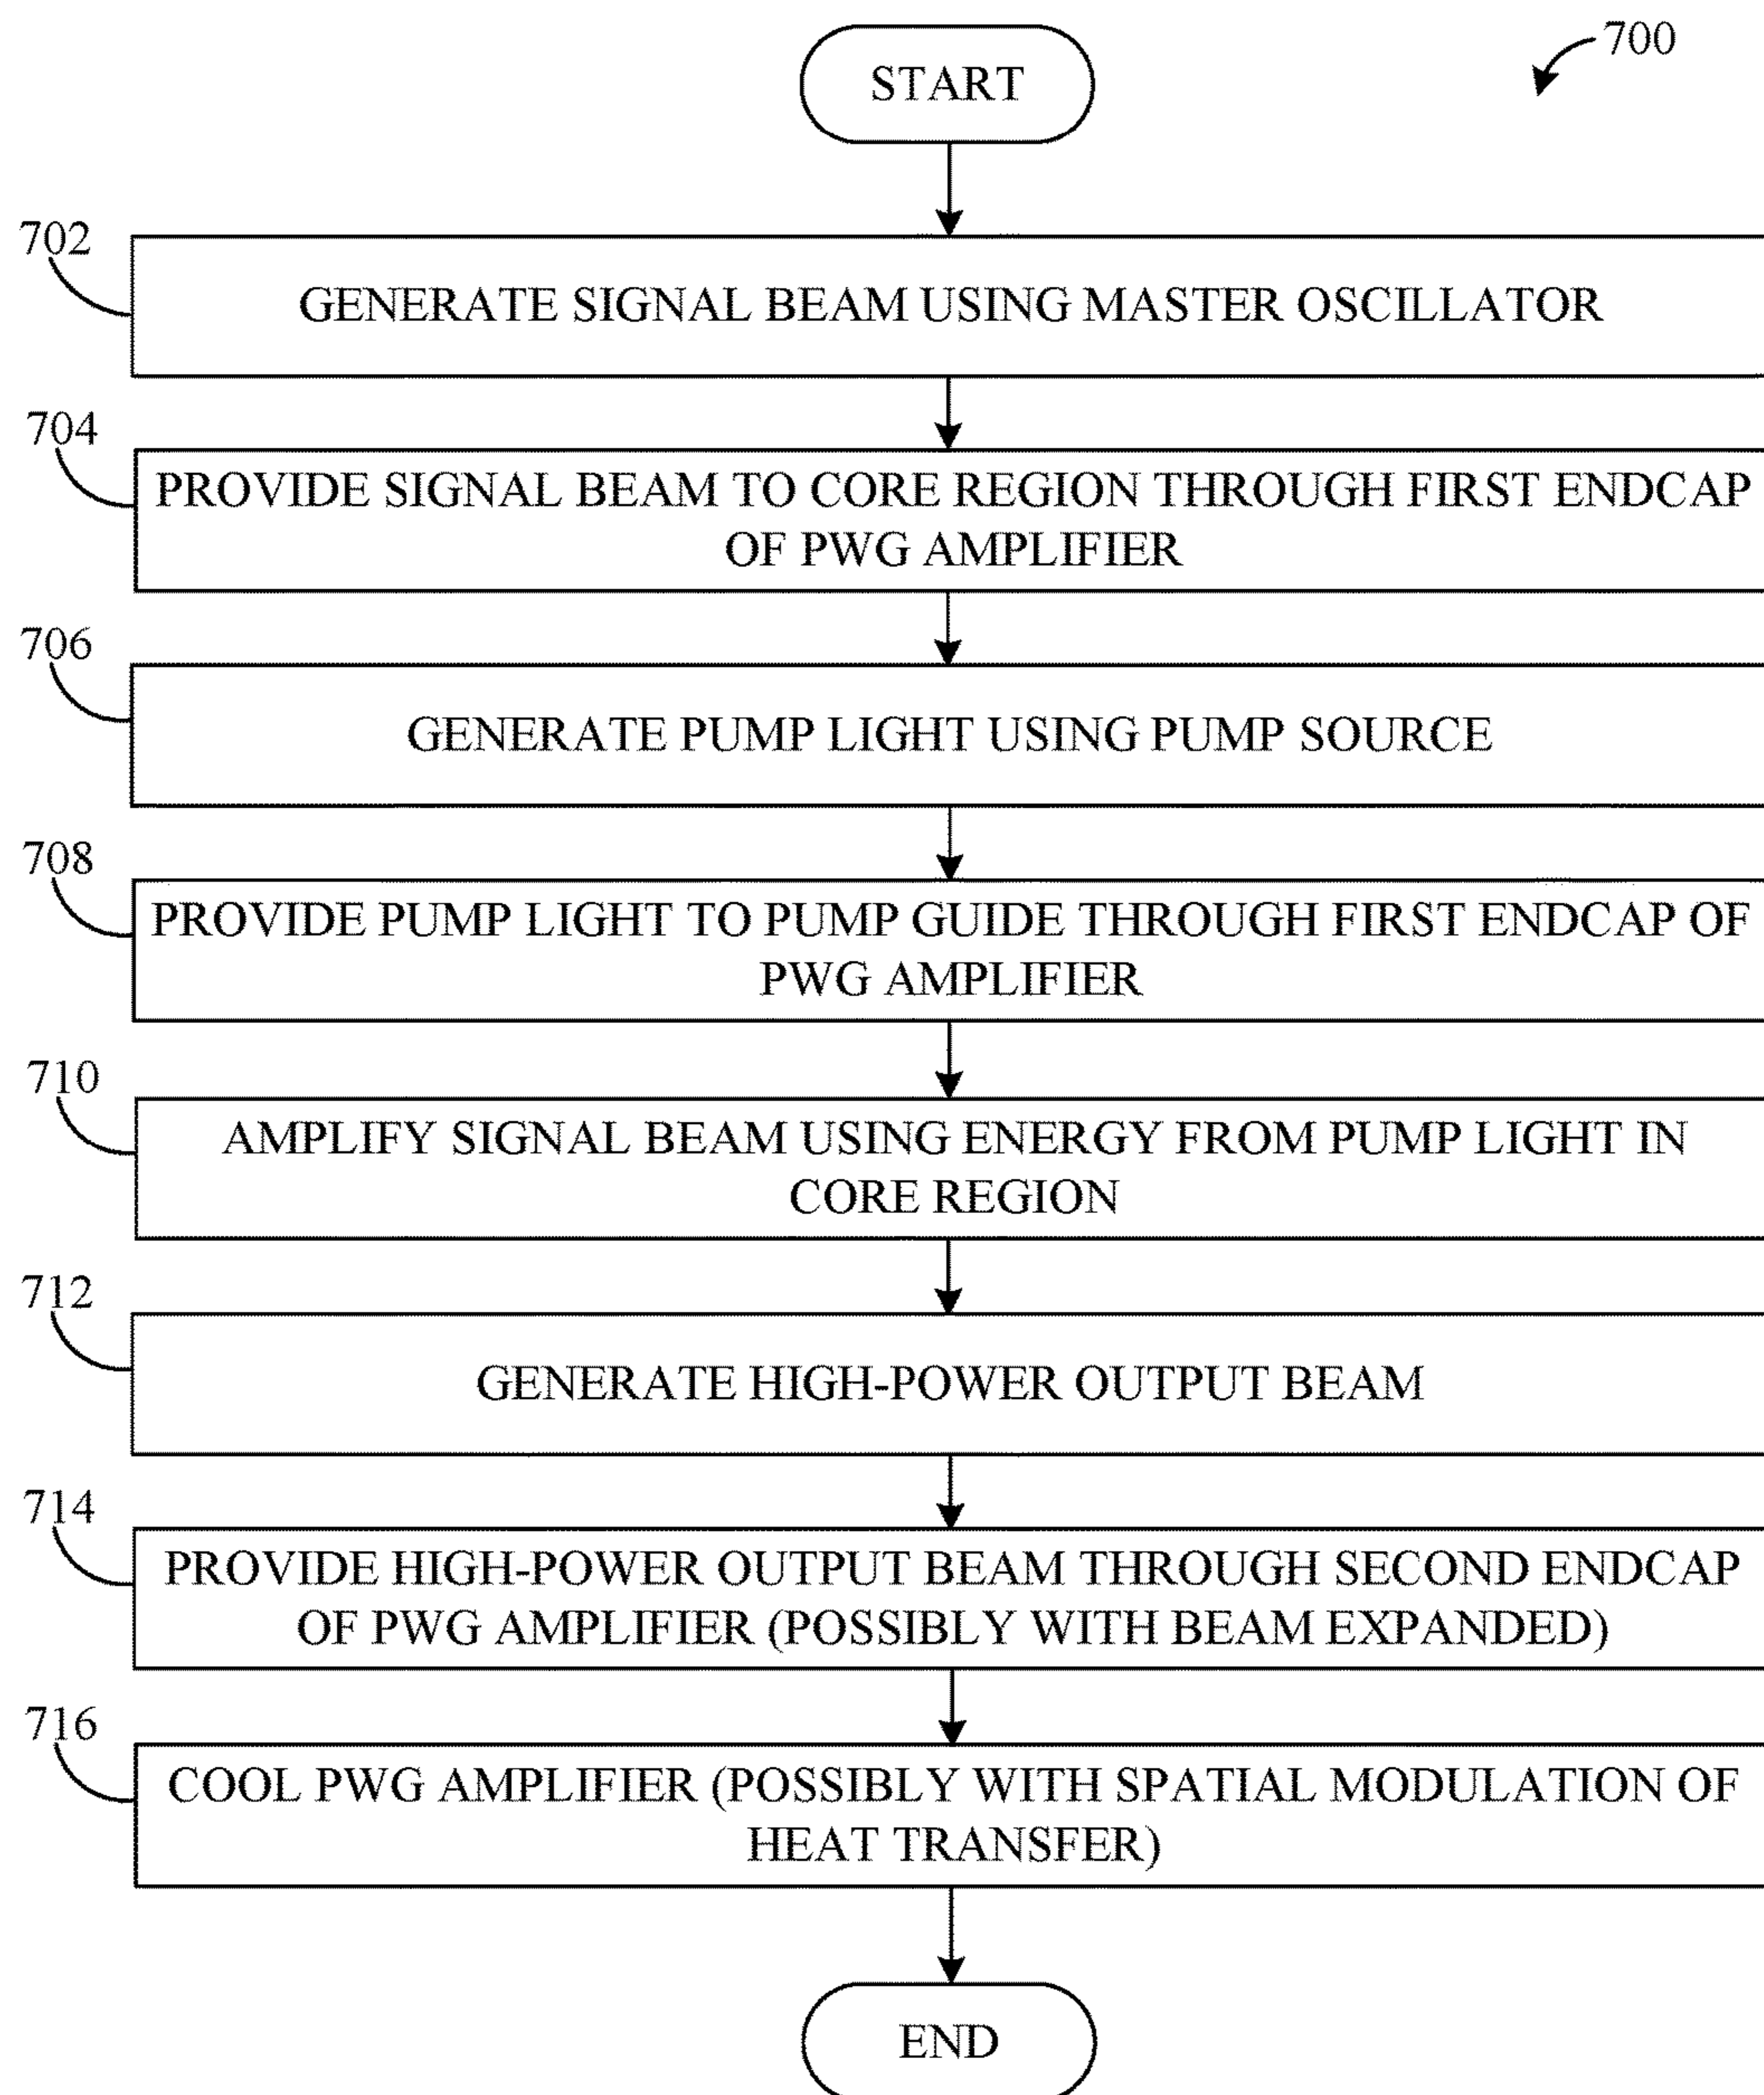 START
700
702
GENERATE SIGNAL BEAM USING MASTER OSCILLATOR
704
PROVIDE SIGNAL BEAM TO CORE REGION THROUGH FIRST ENDCAP
OF PWG AMPLIFIER
706
GENERATE PUMP LIGHT USING PUMP SOURCE
708
PROVIDE PUMP LIGHT TO PUMP GUIDE THROUGH FIRST ENDCAP OF
PWG AMPLIFIER
710
AMPLIFY SIGNAL BEAM USING ENERGY FROM PUMP LIGHT IN
CORE REGION
712
GENERATE HIGH-POWER OUTPUT BEAM
714
PROVIDE HIGH-POWER OUTPUT BEAM THROUGH SECOND ENDCAP
OF PWG AMPLIFIER (POSSIBLY WITH BEAM EXPANDED)
716
COOL PWG AMPLIFIER (POSSIBLY WITH SPATIAL MODULATION OF
HEAT TRANSFER)
END